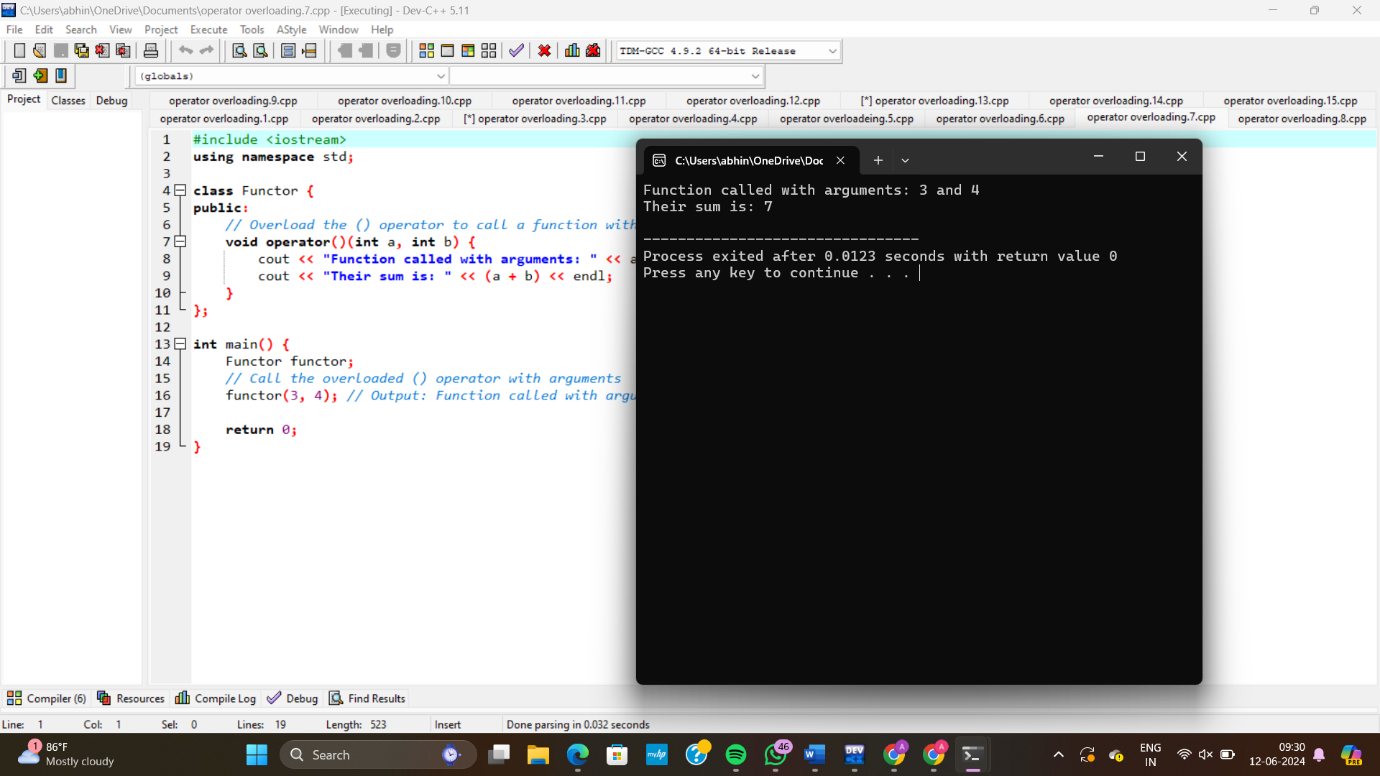 C:\Users\abhin\OneDrive\Documents\operator overloading.7.cpp - [Executing] - Dev-C++ 5.11
File Edit Search View Project Execute Tools AStyle Window Help
TDM-GCC 4.9.2 64-bit Release
(globals)
Project Classes Debug
operator overloading.9.cpp operator overloading.10.cpp operator overloading.11.cpp operator overloading.12.cpp [*] operator overloading.13.cpp operator overloading.14.cpp operator overloading.15.cpp
operator overloading.1.cpp operator overloading.2.cpp [*] operator overloading.3.cpp operator overloading.4.cpp operator overloadeing.5.cpp operator overloading.6.cpp operator overloading.7.cpp operator overloading.8.cpp
1 #include <iostream>
2 using namespace std;
3
4 class Functor {
5 public:
6 // Overload the () operator to call a function with
7 void operator()(int a, int b) {
8 cout << "Function called with arguments: " << a
9 cout << "Their sum is: " << (a + b) << endl;
10 }
11 };
12
13 int main() {
14 Functor functor;
15 // Call the overloaded () operator with arguments
16 functor(3, 4); // Output: Function called with argu
17
18 return 0;
19 }
C:\Users\abhin\OneDrive\Doc
Function called with arguments: 3 and 4
Their sum is: 7
--------------------------------
Process exited after 0.0123 seconds with return value 0
Press any key to continue . . .
Compiler (6) Resources Compile Log Debug Find Results
Line: 1 Col: 1 Sel: 0 Lines: 19 Length: 523 Insert Done parsing in 0.032 seconds
1 86°F
Mostly cloudy
Search
myhp
46
DEV
ENG
IN
09:30
12-06-2024
PRE